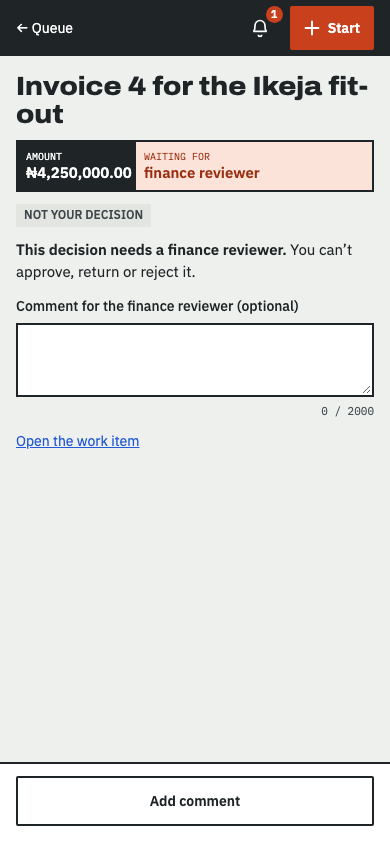 ← Queue
1
+ Start
Invoice 4 for the Ikeja fit-
out
AMOUNT
₦4,250,000.00
WAITING FOR
finance reviewer
NOT YOUR DECISION
This decision needs a finance reviewer. You can’t
approve, return or reject it.
Comment for the finance reviewer (optional)
0 / 2000
Open the work item
Add comment